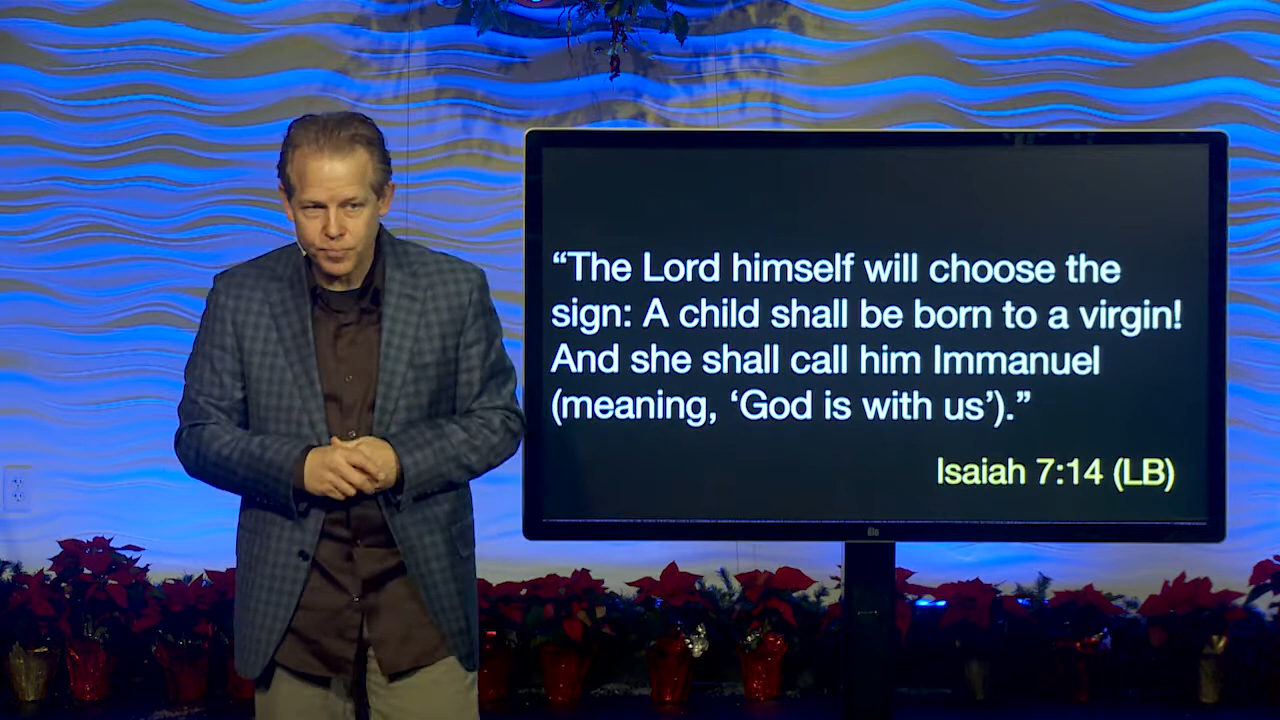 “The Lord himself will choose the
sign: A child shall be born to a virgin!
And she shall call him Immanuel
(meaning, ‘God is with us’).”
Isaiah 7:14 (LB)
elo